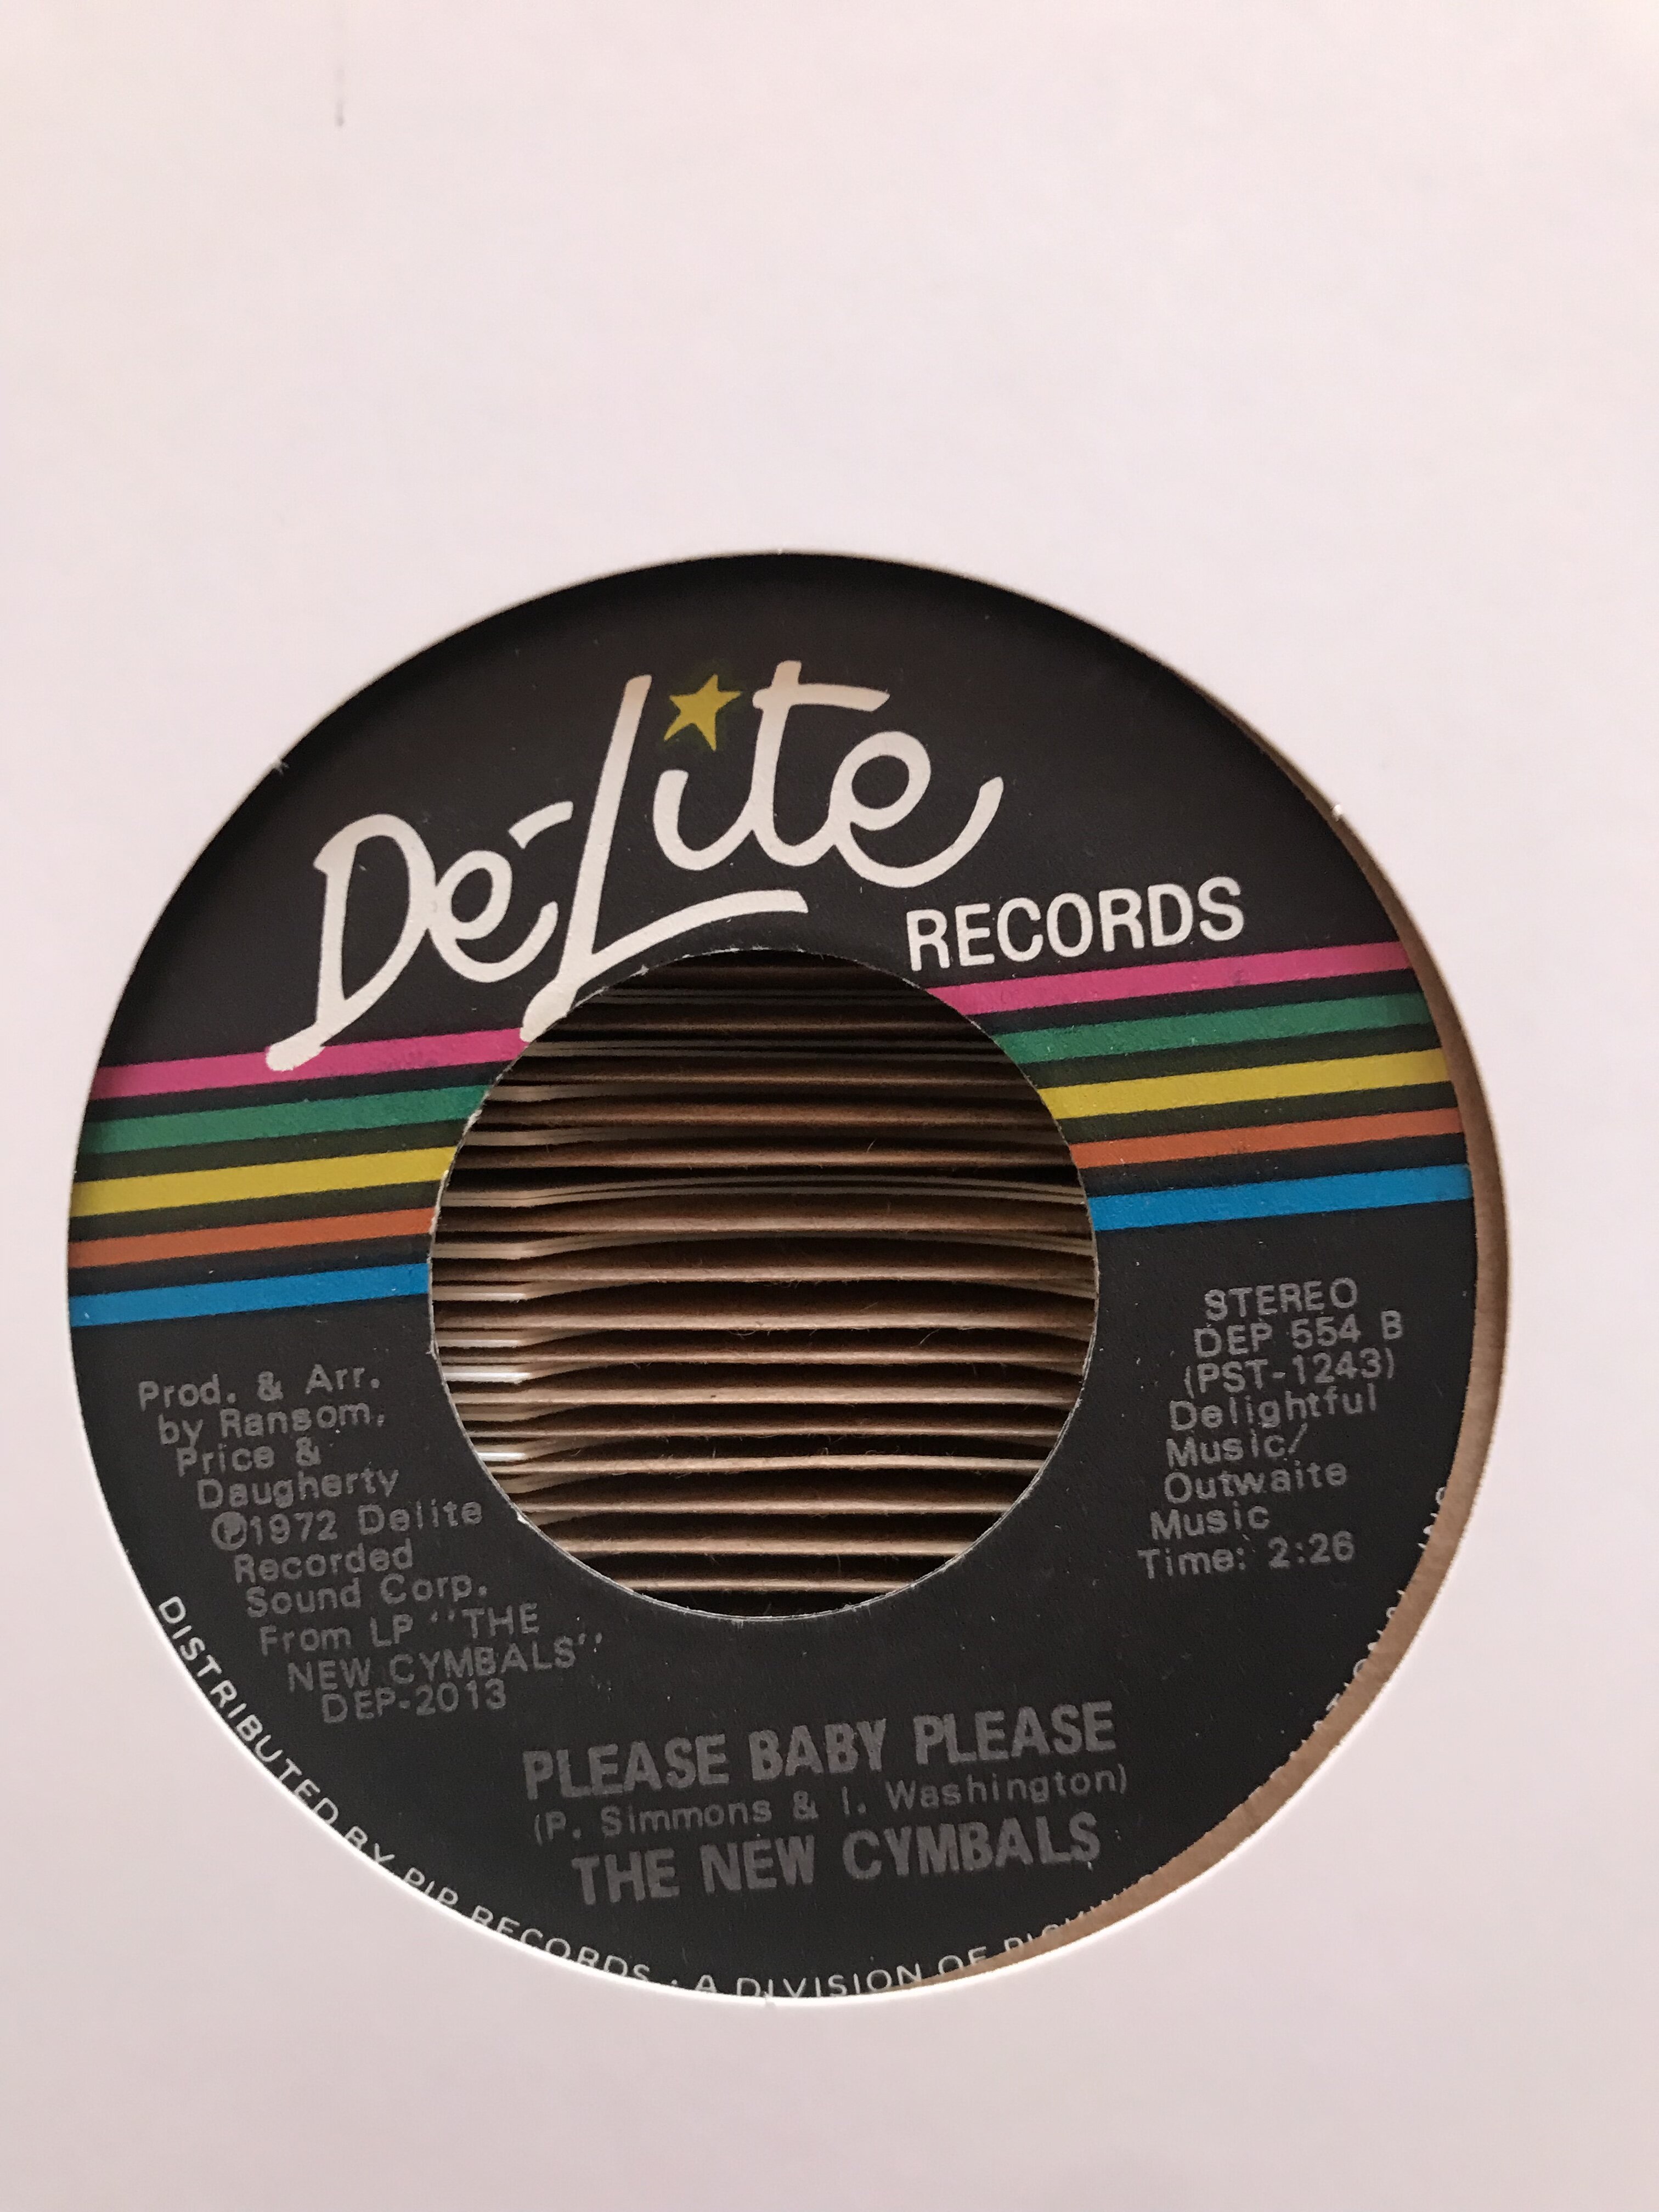 De-Lite
RECORDS
Prod. & Arr.
by Ransom,
Price &
Daugherty
Ⓟ1972 Delite
Recorded
Sound Corp.
From LP "THE
NEW CYMBALS"
DEP-2013
STEREO
DEP 554 B
(PST-1243)
Delightful
Music/
Outwaite
Music
Time: 2:26
PLEASE BABY PLEASE
(P. Simmons & I. Washington)
THE NEW CYMBALS
DISTRIBUTED BY PIP RECORDS · A DIVISION OF